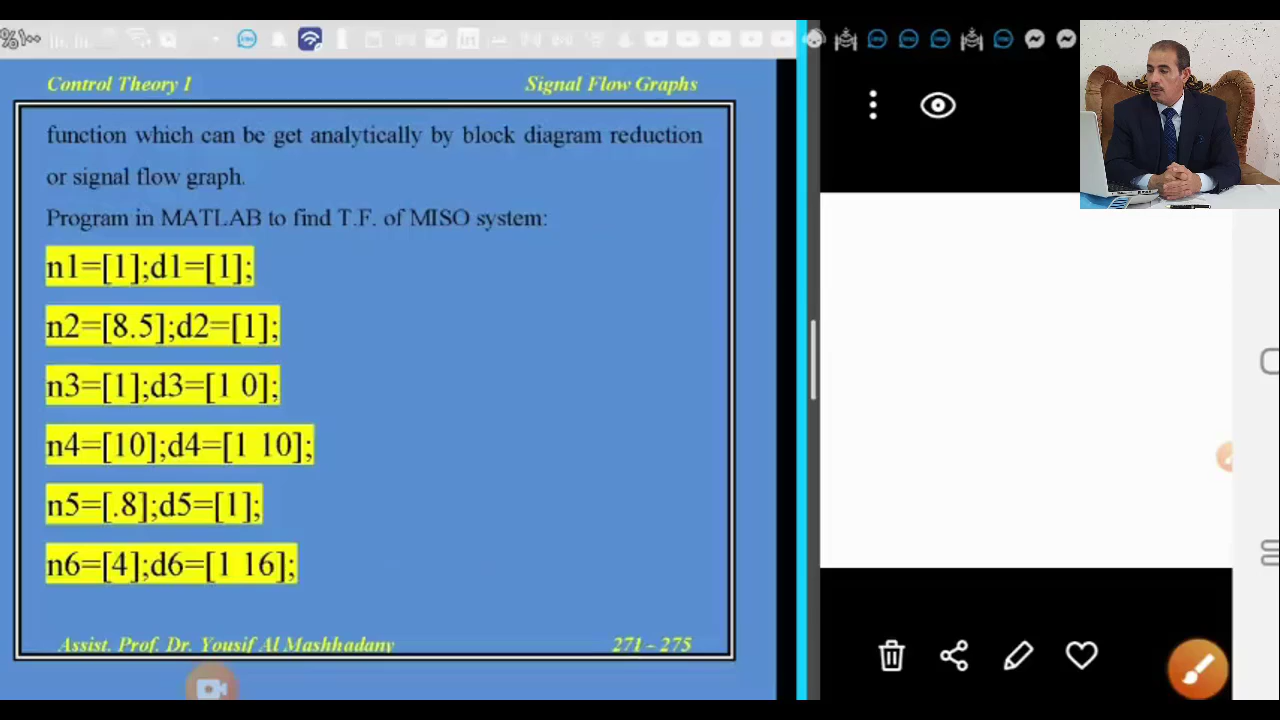 %١٠٠
Control Theory I
Signal Flow Graphs
function which can be get analytically by block diagram reduction
or signal flow graph.
Program in MATLAB to find T.F. of MISO system:
n1=[1];d1=[1];
n2=[8.5];d2=[1];
n3=[1];d3=[1 0];
n4=[10];d4=[1 10];
n5=[.8];d5=[1];
n6=[4];d6=[1 16];
Assist. Prof. Dr. Yousif Al Mashhadany
271 - 275